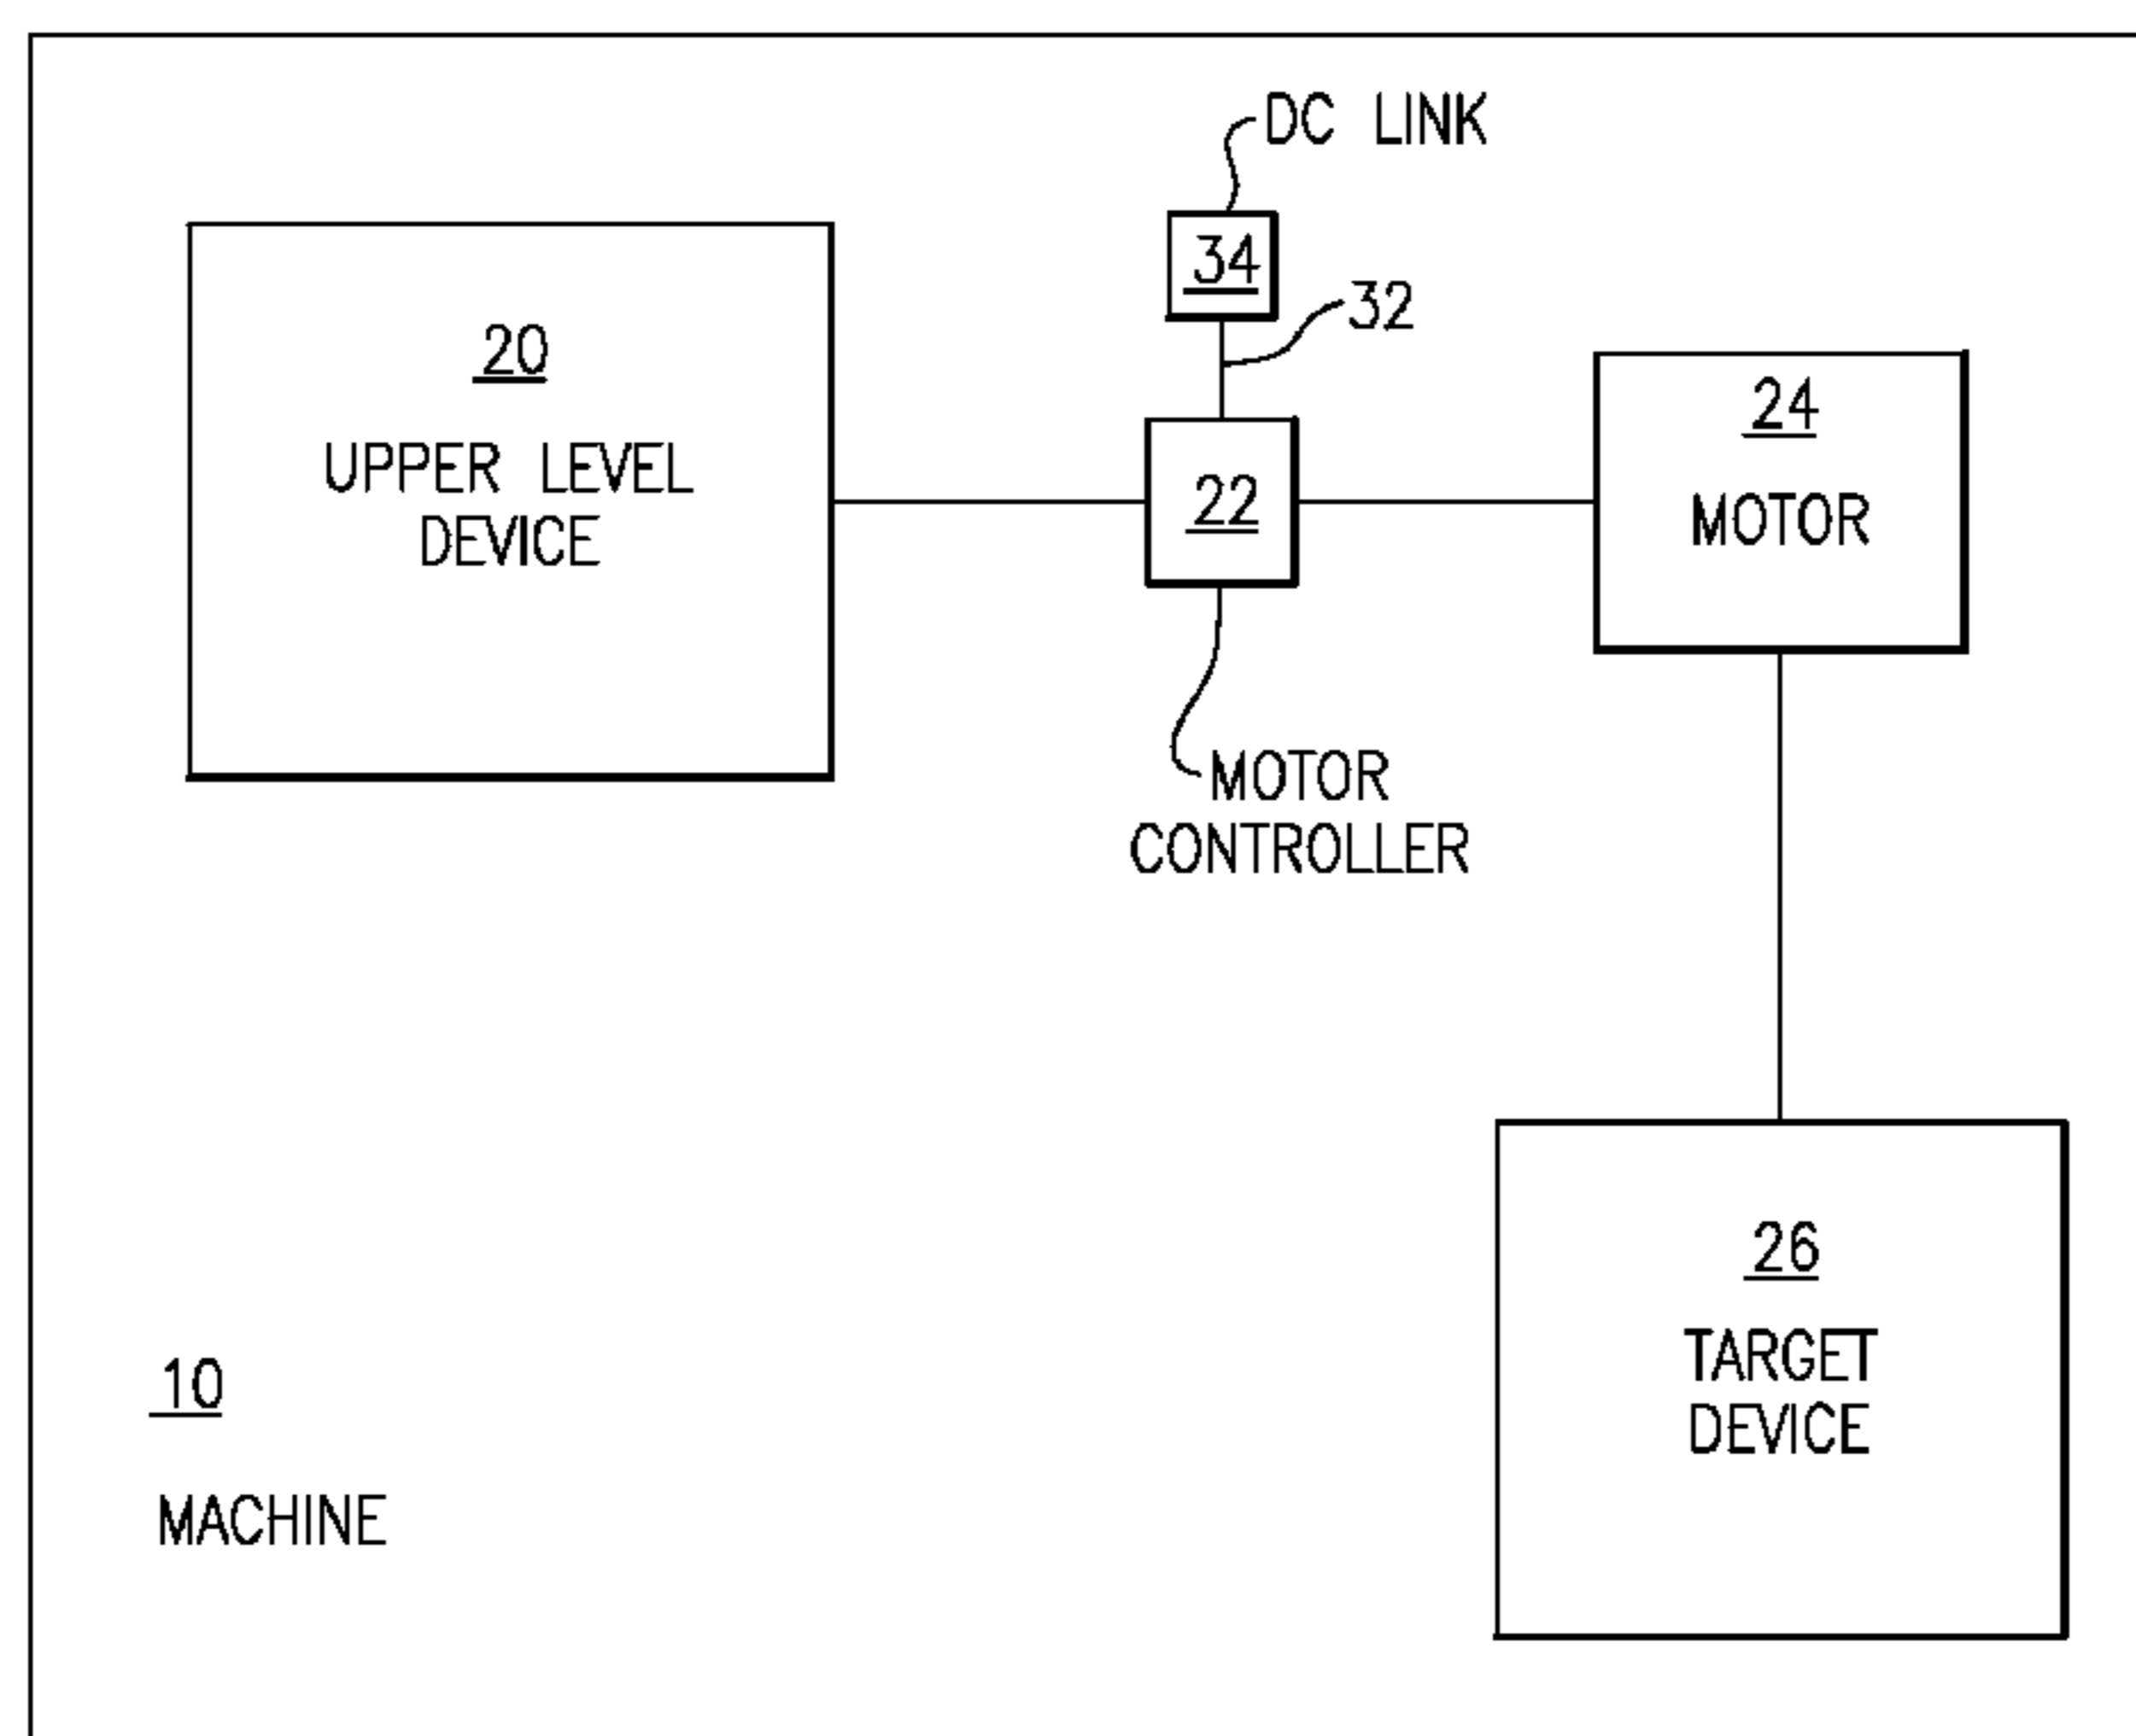 DC LINK
34
32
20
UPPER LEVEL
DEVICE
22
24
MOTOR
MOTOR
CONTROLLER
26
TARGET
DEVICE
10
MACHINE